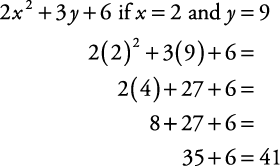 2x² + 3y + 6 if x = 2 and y = 9
2(2)² + 3(9) + 6 =
2(4) + 27 + 6 =
8 + 27 + 6 =
35 + 6 = 41